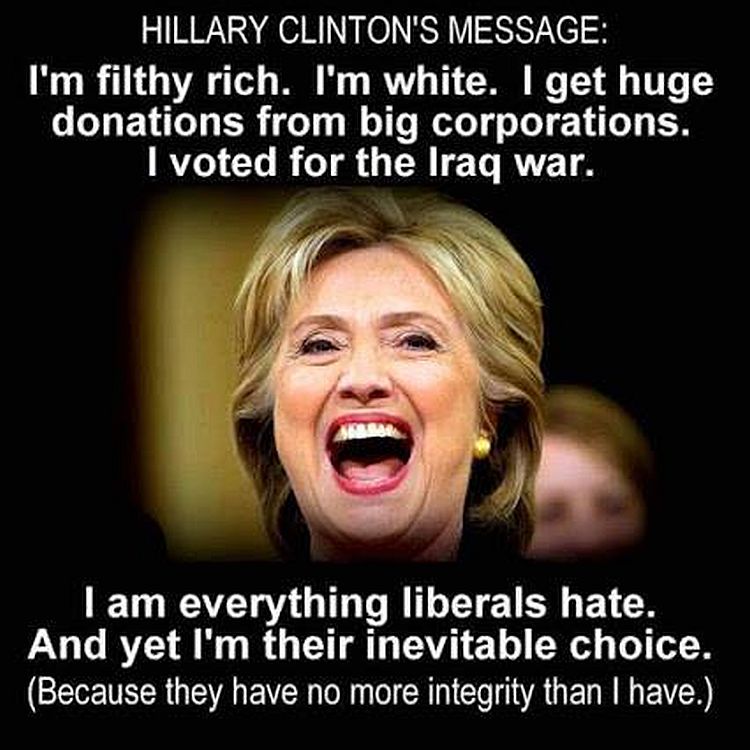 HILLARY CLINTON'S MESSAGE:
I'm filthy rich.  I'm white.  I get huge
donations from big corporations.
I voted for the Iraq war.
I am everything liberals hate.
And yet I'm their inevitable choice.
(Because they have no more integrity than I have.)